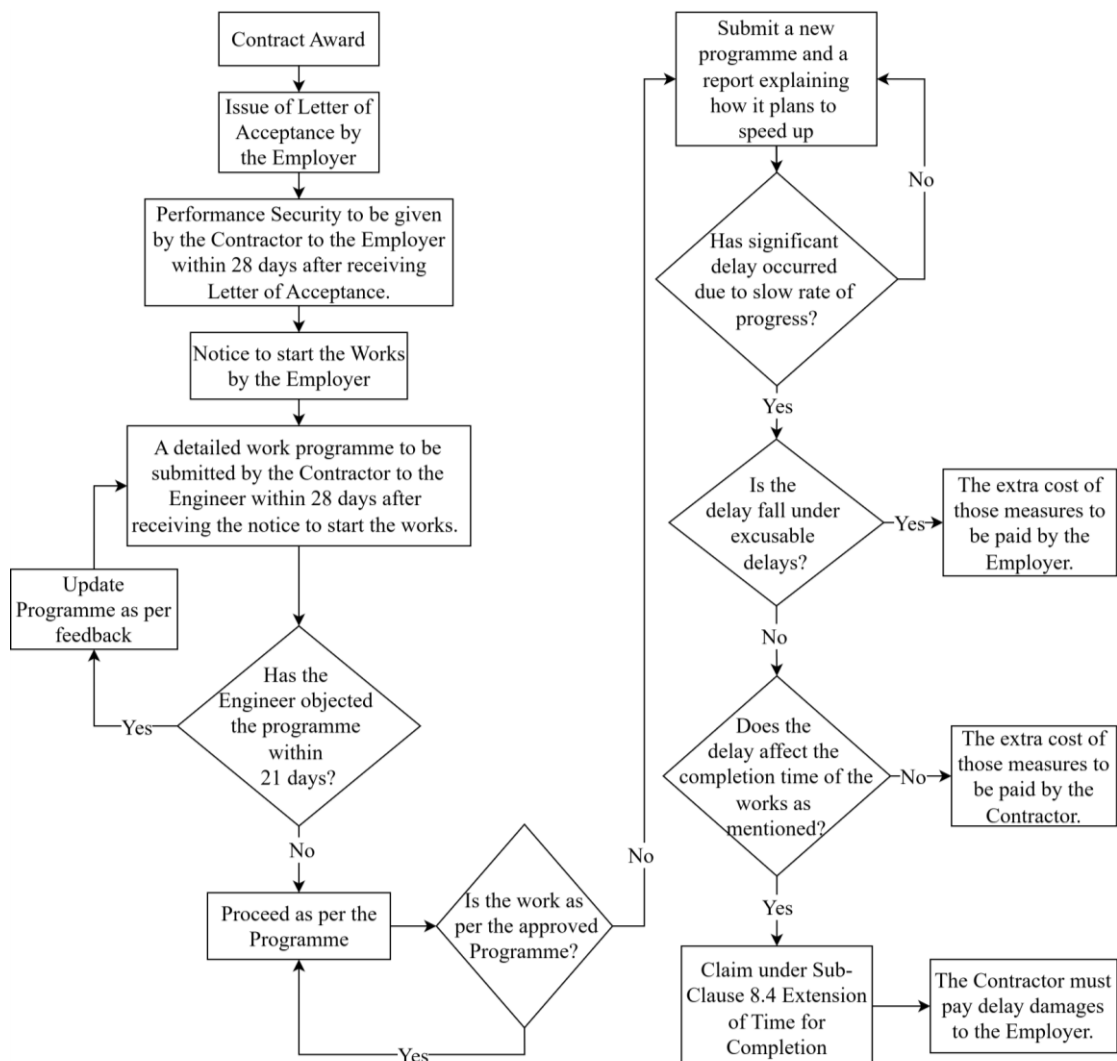 Contract Award
Issue of Letter of
Acceptance by
the Employer
Performance Security to be given
by the Contractor to the Employer
within 28 days after receiving
Letter of Acceptance.
Notice to start the Works
by the Employer
A detailed work programme to be
submitted by the Contractor to the
Engineer within 28 days after
receiving the notice to start the works.
Update
Programme as per
feedback
Has the
Engineer objected
the programme
within
21 days?
Yes
No
Proceed as per the
Programme
Is the work as
per the approved
Programme?
Yes
No
Submit a new
programme and a
report explaining
how it plans to
speed up
No
Has significant
delay occurred
due to slow rate of
progress?
Yes
Is the
delay fall under
excusable
delays?
Yes
The extra cost of
those measures to
be paid by the
Employer.
No
Does the
delay affect the
completion time of the
works as
mentioned?
No
The extra cost of
those measures to
be paid by the
Contractor.
Yes
Claim under Sub-
Clause 8.4 Extension
of Time for
Completion
The Contractor must
pay delay damages
to the Employer.